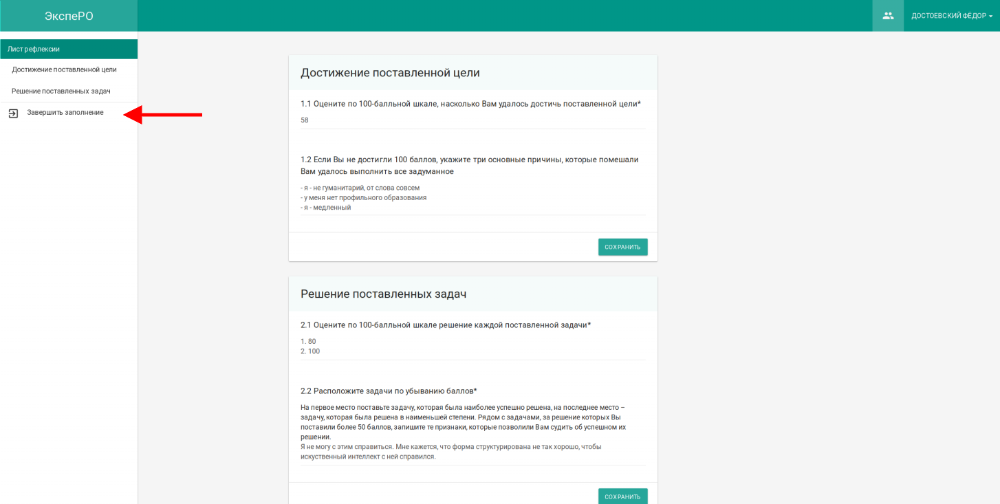 ЭкспеРО
ДОСТОЕВСКИЙ ФЁДОР
Лист рефлексии
Достижение поставленной цели
Решение поставленных задач
Завершить заполнение
Достижение поставленной цели
1.1 Оцените по 100-балльной шкале, насколько Вам удалось достичь поставленной цели*
58
1.2 Если Вы не достигли 100 баллов, укажите три основные причины, которые помешали
Вам удалось выполнить все задуманное
- я - не гуманитарий, от слова совсем
- у меня нет профильного образования
- я - медленный
СОХРАНИТЬ
Решение поставленных задач
2.1 Оцените по 100-балльной шкале решение каждой поставленной задачи*
1. 80
2. 100
2.2 Расположите задачи по убыванию баллов*
На первое место поставьте задачу, которая была наиболее успешно решена, на последнее место –
задачу, которая была решена в наименьшей степени. Рядом с задачами, за решение которых Вы
поставили более 50 баллов, запишите те признаки, которые позволили Вам судить об успешном их
решении.
Я не могу с этим справиться. Мне кажется, что форма структурирована не так хорошо, чтобы
искуственный интеллект с ней справился.
СОХРАНИТЬ